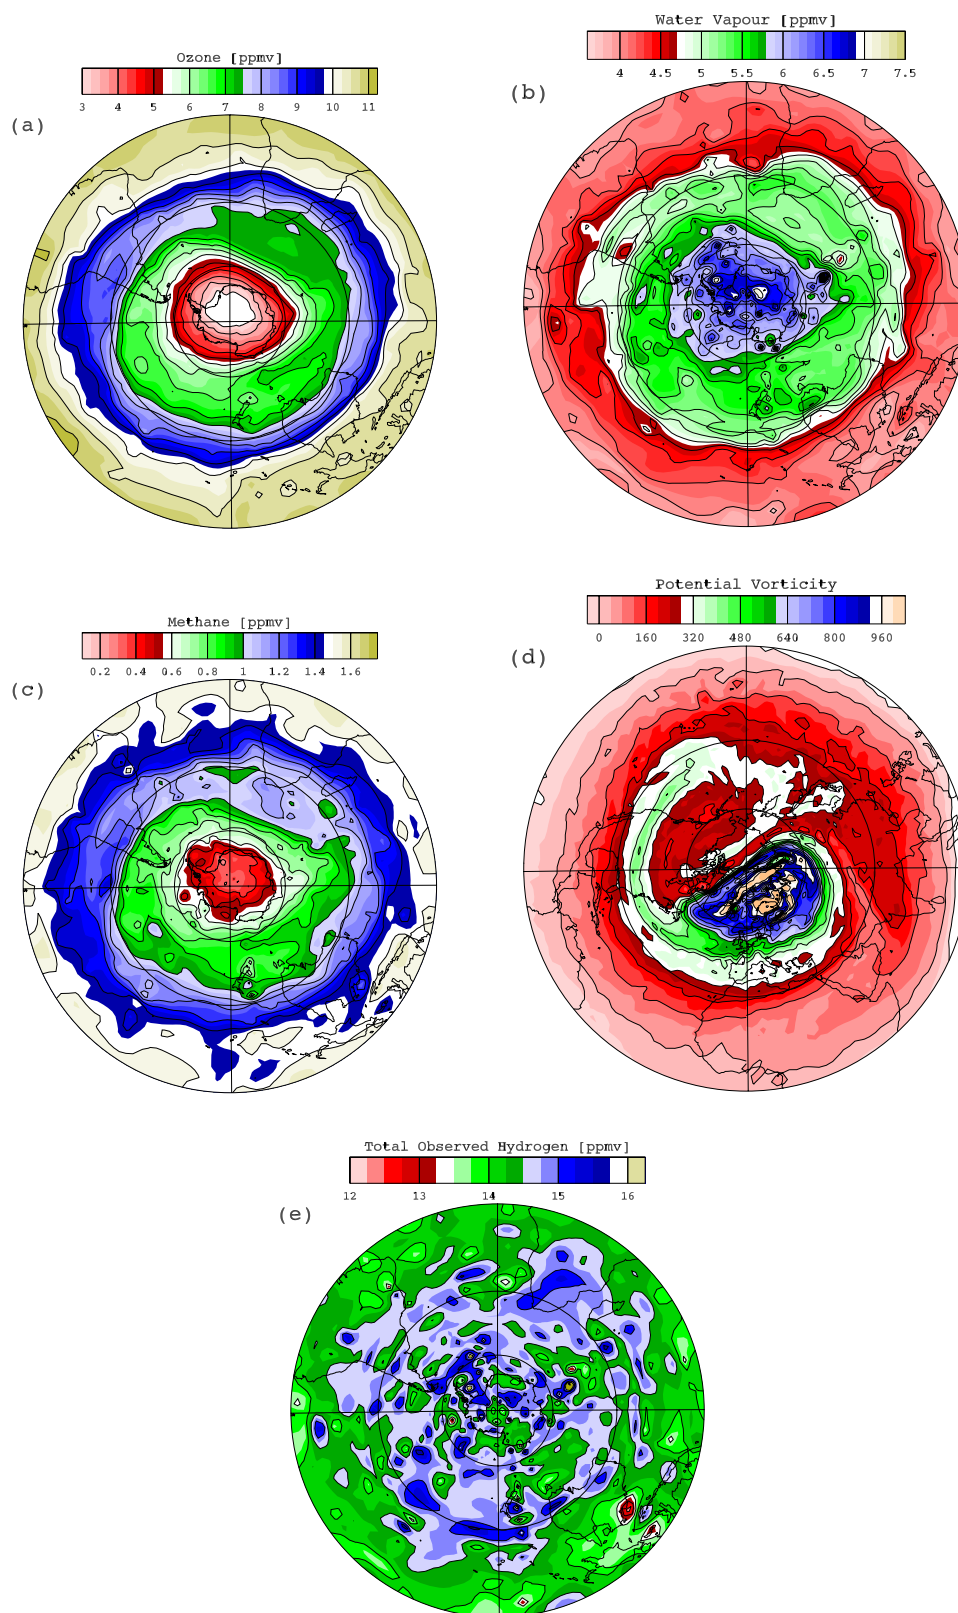 Ozone [ppmv]
3 4 5 6 7 8 9 10 11
(a)
Water Vapour [ppmv]
4 4.5 5 5.5 6 6.5 7 7.5
(b)
Methane [ppmv]
0.2 0.4 0.6 0.8 1 1.2 1.4 1.6
(c)
Potential Vorticity
0 160 320 480 640 800 960
(d)
Total Observed Hydrogen [ppmv]
12 13 14 15 16
(e)